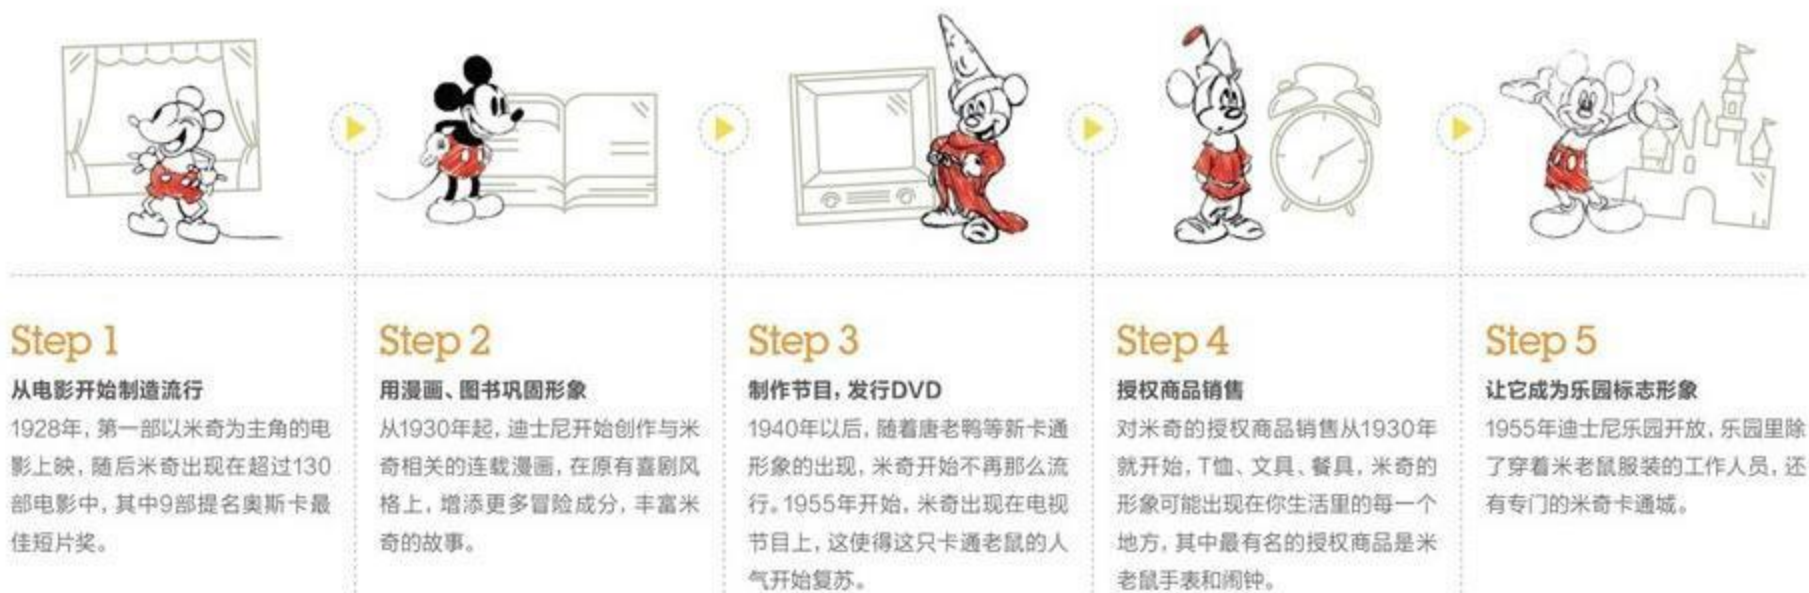 Step 1
从电影开始制造流行
1928年，第一部以米奇为主角的电
影上映，随后米奇出现在超过130
部电影中，其中9部提名奥斯卡最
佳短片奖。
Step 2
用漫画、图书巩固形象
从1930年起，迪士尼开始创作与米
奇相关的连载漫画，在原有喜剧风
格上，增添更多冒险成分，丰富米
奇的故事。
Step 3
制作节目，发行DVD
1940年以后，随着唐老鸭等新卡通
形象的出现，米奇开始不再那么流
行。1955年开始，米奇出现在电视
节目上，这使得这只卡通老鼠的人
气开始复苏。
Step 4
授权商品销售
对米奇的授权商品销售从1930年
就开始，T恤、文具、餐具，米奇的
形象可能出现在你生活里的每一个
地方，其中最有名的授权商品是米
老鼠手表和闹钟。
Step 5
让它成为乐园标志形象
1955年迪士尼乐园开放，乐园里除
了穿着米老鼠服装的工作人员，还
有专门的米奇卡通城。